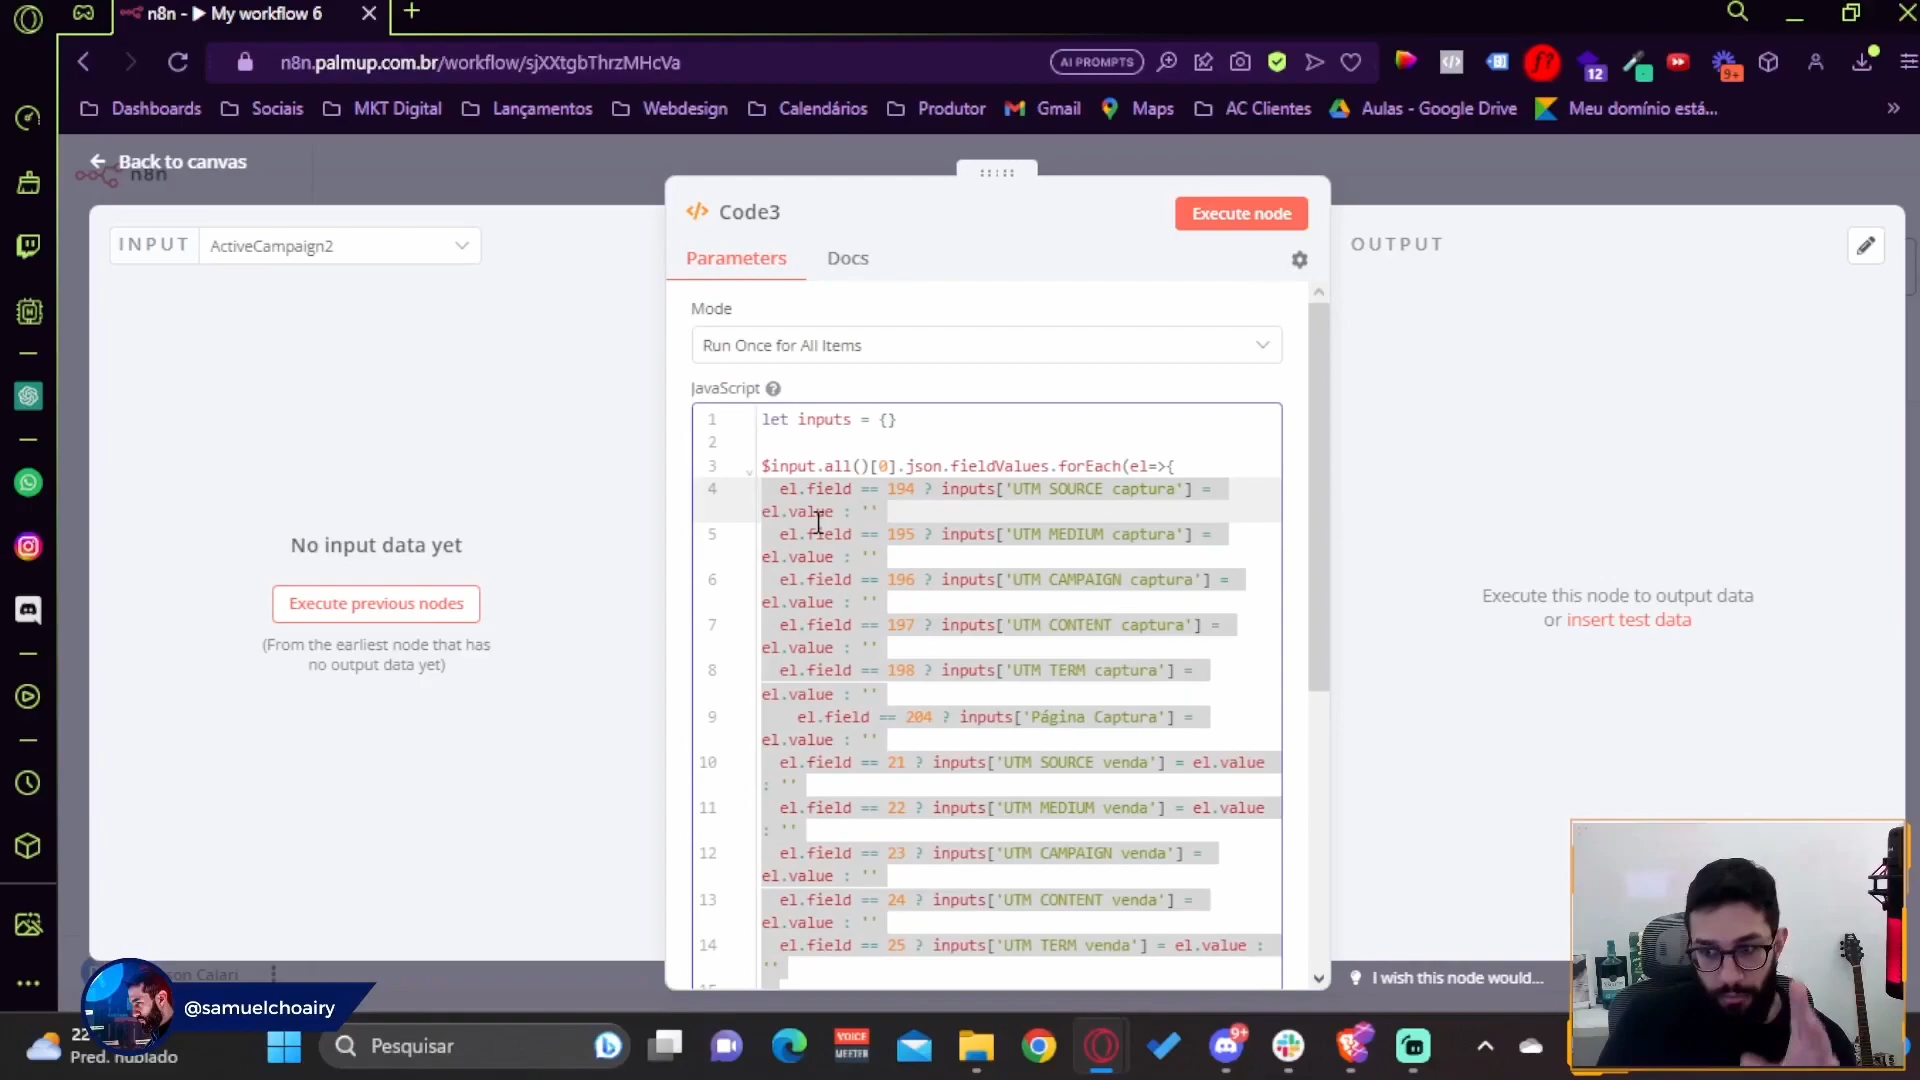 n8n - ▶ My workflow 6
n8n.palmup.com.br/workflow/sjXXtgbThrzMHcVa
AI PROMPTS
12
9+
Dashboards
Sociais
MKT Digital
Lançamentos
Webdesign
Calendários
Produtor
Gmail
Maps
AC Clientes
Aulas - Google Drive
Meu domínio está...
Back to canvas
n8n
INPUT
ActiveCampaign2
No input data yet
Execute previous nodes
(From the earliest node that has
no output data yet)
Code3
Execute node
Parameters
Docs
Mode
Run Once for All Items
JavaScript
1 let inputs = {}
2
3 $input.all()[0].json.fieldValues.forEach(el=>{
4 el.field == 194 ? inputs['UTM SOURCE captura'] =
el.value : ''
5 el.field == 195 ? inputs['UTM MEDIUM captura'] =
el.value : ''
6 el.field == 196 ? inputs['UTM CAMPAIGN captura'] =
el.value : ''
7 el.field == 197 ? inputs['UTM CONTENT captura'] =
el.value : ''
8 el.field == 198 ? inputs['UTM TERM captura'] =
el.value : ''
9 el.field == 204 ? inputs['Página Captura'] =
el.value : ''
10 el.field == 21 ? inputs['UTM SOURCE venda'] = el.value
: ''
11 el.field == 22 ? inputs['UTM MEDIUM venda'] = el.value
: ''
12 el.field == 23 ? inputs['UTM CAMPAIGN venda'] =
el.value : ''
13 el.field == 24 ? inputs['UTM CONTENT venda'] =
el.value : ''
14 el.field == 25 ? inputs['UTM TERM venda'] = el.value :
''
OUTPUT
Execute this node to output data
or insert test data
I wish this node would...
son Calari
@samuelchoairy
22
Pred. nublado
Pesquisar
VOICE
MEETER
9+